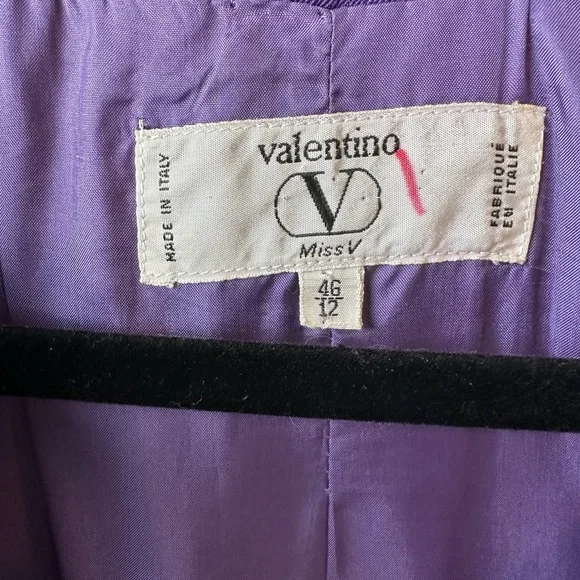 MADE IN ITALY
valentino
V
Miss V
FABRIQUÉ
EN ITALIE
46
12